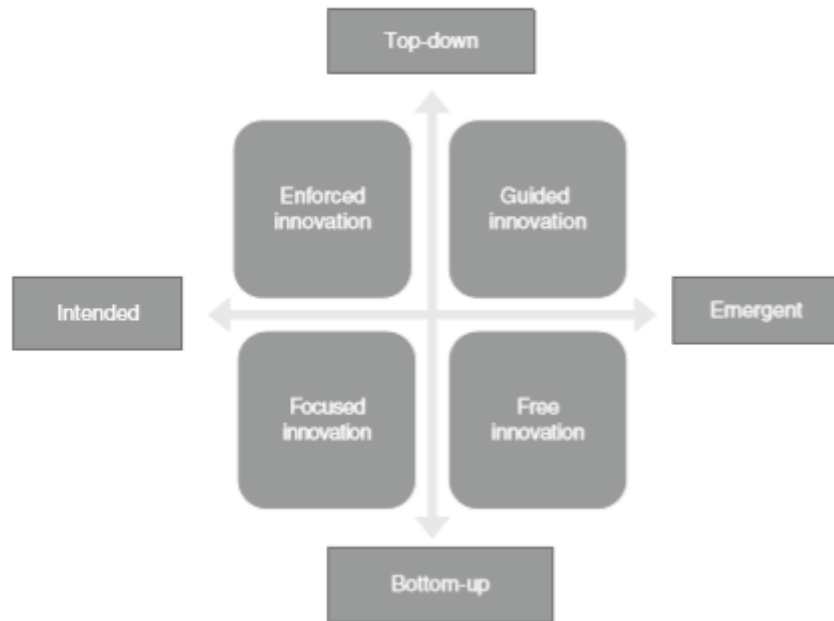 Top-down
Enforced
innovation
Guided
innovation
Intended
Emergent
Focused
innovation
Free
innovation
Bottom-up